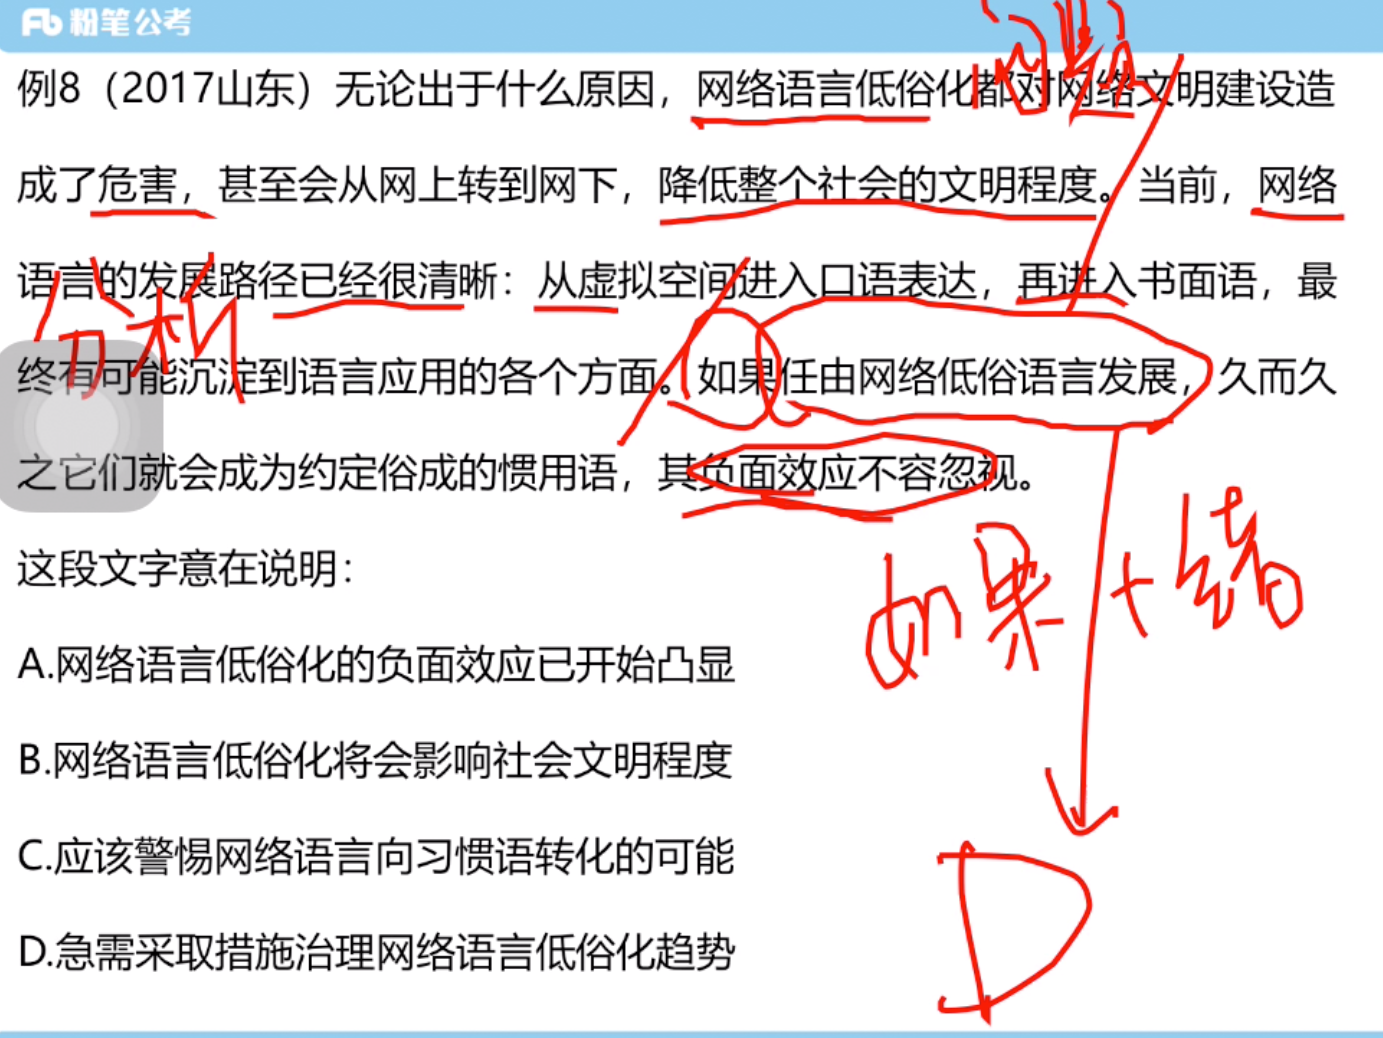 粉笔公考
问题
例8（2017山东）无论出于什么原因，网络语言低俗化都对网络文明建设造
成了危害，甚至会从网上转到网下，降低整个社会的文明程度。当前，网络
语言的发展路径已经很清晰：从虚拟空间进入口语表达，再进入书面语，最
分析
终有可能沉淀到语言应用的各个方面。如果任由网络低俗语言发展，久而久
之它们就会成为约定俗成的惯用语，其负面效应不容忽视。
这段文字意在说明：
如果+结
A.网络语言低俗化的负面效应已开始凸显
B.网络语言低俗化将会影响社会文明程度
C.应该警惕网络语言向习惯语转化的可能
D.急需采取措施治理网络语言低俗化趋势
D